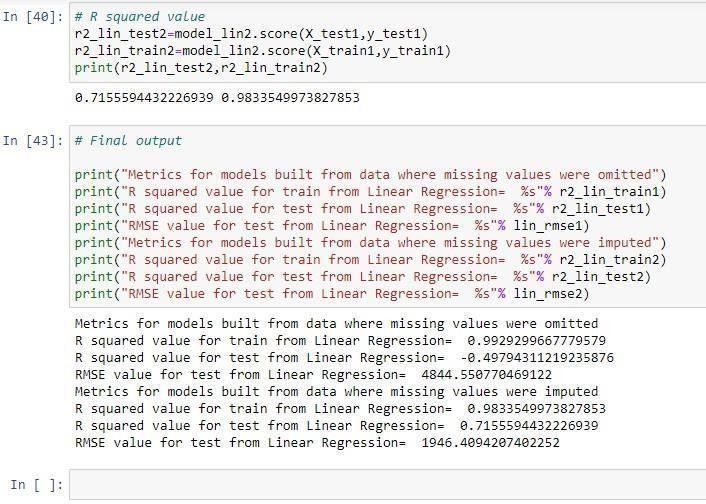 In [40]: # R squared value
r2_lin_test2=model_lin2.score(X_test1,y_test1)
r2_lin_train2=model_lin2.score(X_train1,y_train1)
print(r2_lin_test2,r2_lin_train2)
0.7155594432226939 0.9833549973827853
In [43]: # Final output
print("Metrics for models built from data where missing values were omitted")
print("R squared value for train from Linear Regression=  %s"% r2_lin_train1)
print("R squared value for test from Linear Regression=  %s"% r2_lin_test1)
print("RMSE value for test from Linear Regression=  %s"% lin_rmse1)
print("Metrics for models built from data where missing values were imputed")
print("R squared value for train from Linear Regression=  %s"% r2_lin_train2)
print("R squared value for test from Linear Regression=  %s"% r2_lin_test2)
print("RMSE value for test from Linear Regression=  %s"% lin_rmse2)
Metrics for models built from data where missing values were omitted
R squared value for train from Linear Regression=  0.9929299667779579
R squared value for test from Linear Regression=  -0.49794311219235876
RMSE value for test from Linear Regression=  4844.550770469122
Metrics for models built from data where missing values were imputed
R squared value for train from Linear Regression=  0.9833549973827853
R squared value for test from Linear Regression=  0.7155594432226939
RMSE value for test from Linear Regression=  1946.4094207402252
In [ ]: